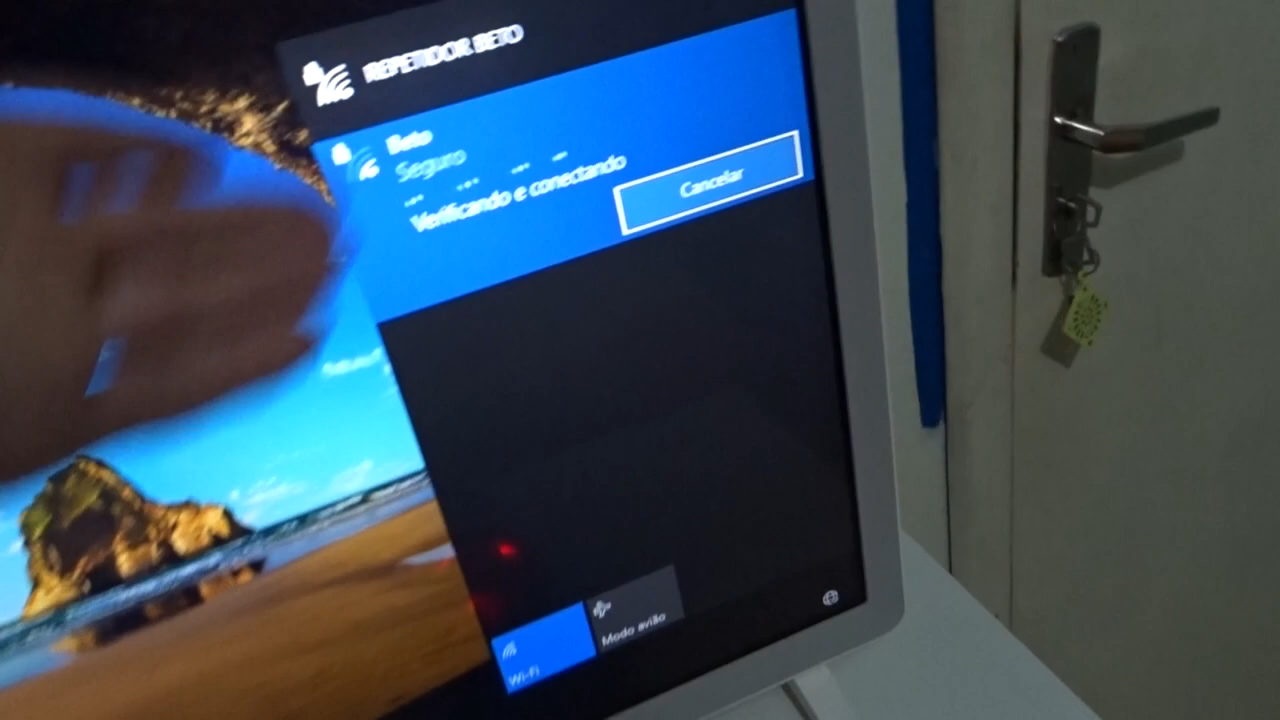 REPETIDOR BETO
Beto
Seguro
Verificando e conectando
Cancelar
Wi-Fi
Modo avião